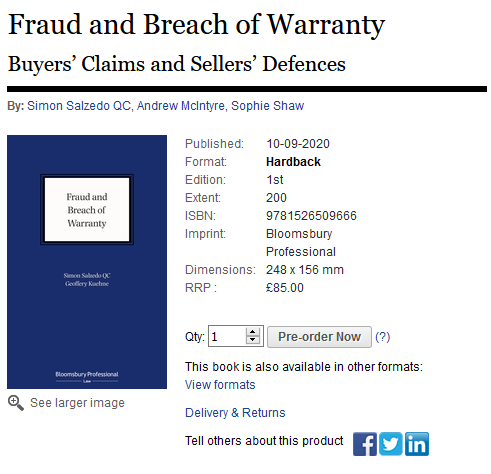 Fraud and Breach of Warranty
Buyers' Claims and Sellers' Defences
By: Simon Salzedo QC, Andrew McIntyre, Sophie Shaw
Fraud and
Breach of
Warranty
Simon Salzedo QC
Geoffery Kuehne
Bloomsbury Professional
Law
Published: 10-09-2020
Format: Hardback
Edition: 1st
Extent: 200
ISBN: 9781526509666
Imprint: Bloomsbury
Professional
Dimensions: 248 x 156 mm
RRP : £85.00
Qty: 1 Pre-order Now (?)
This book is also available in other formats:
View formats
See larger image
Delivery & Returns
Tell others about this product f in